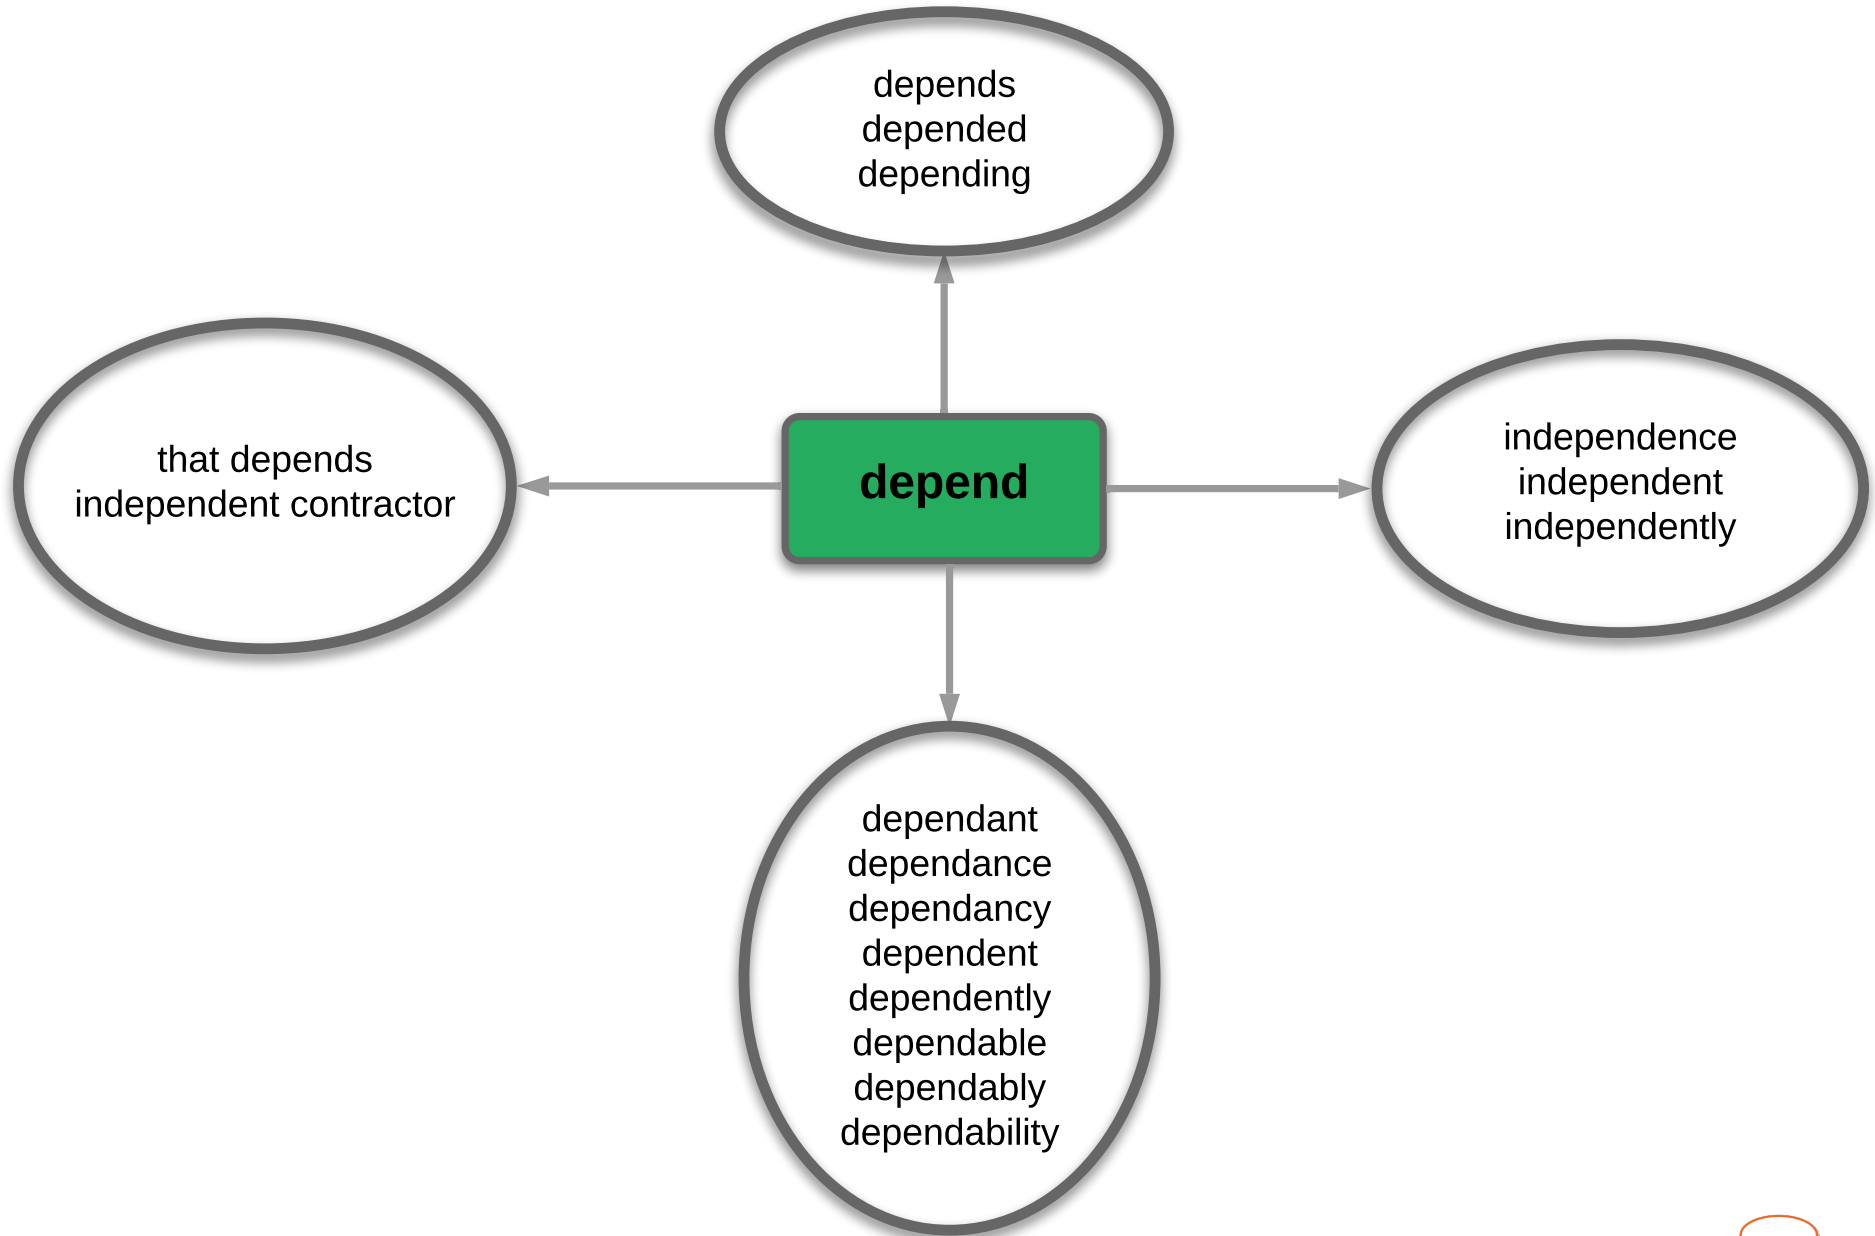 depends
depended
depending
that depends
independent contractor
depend
independence
independent
independently
dependant
dependance
dependancy
dependent
dependently
dependable
dependably
dependability